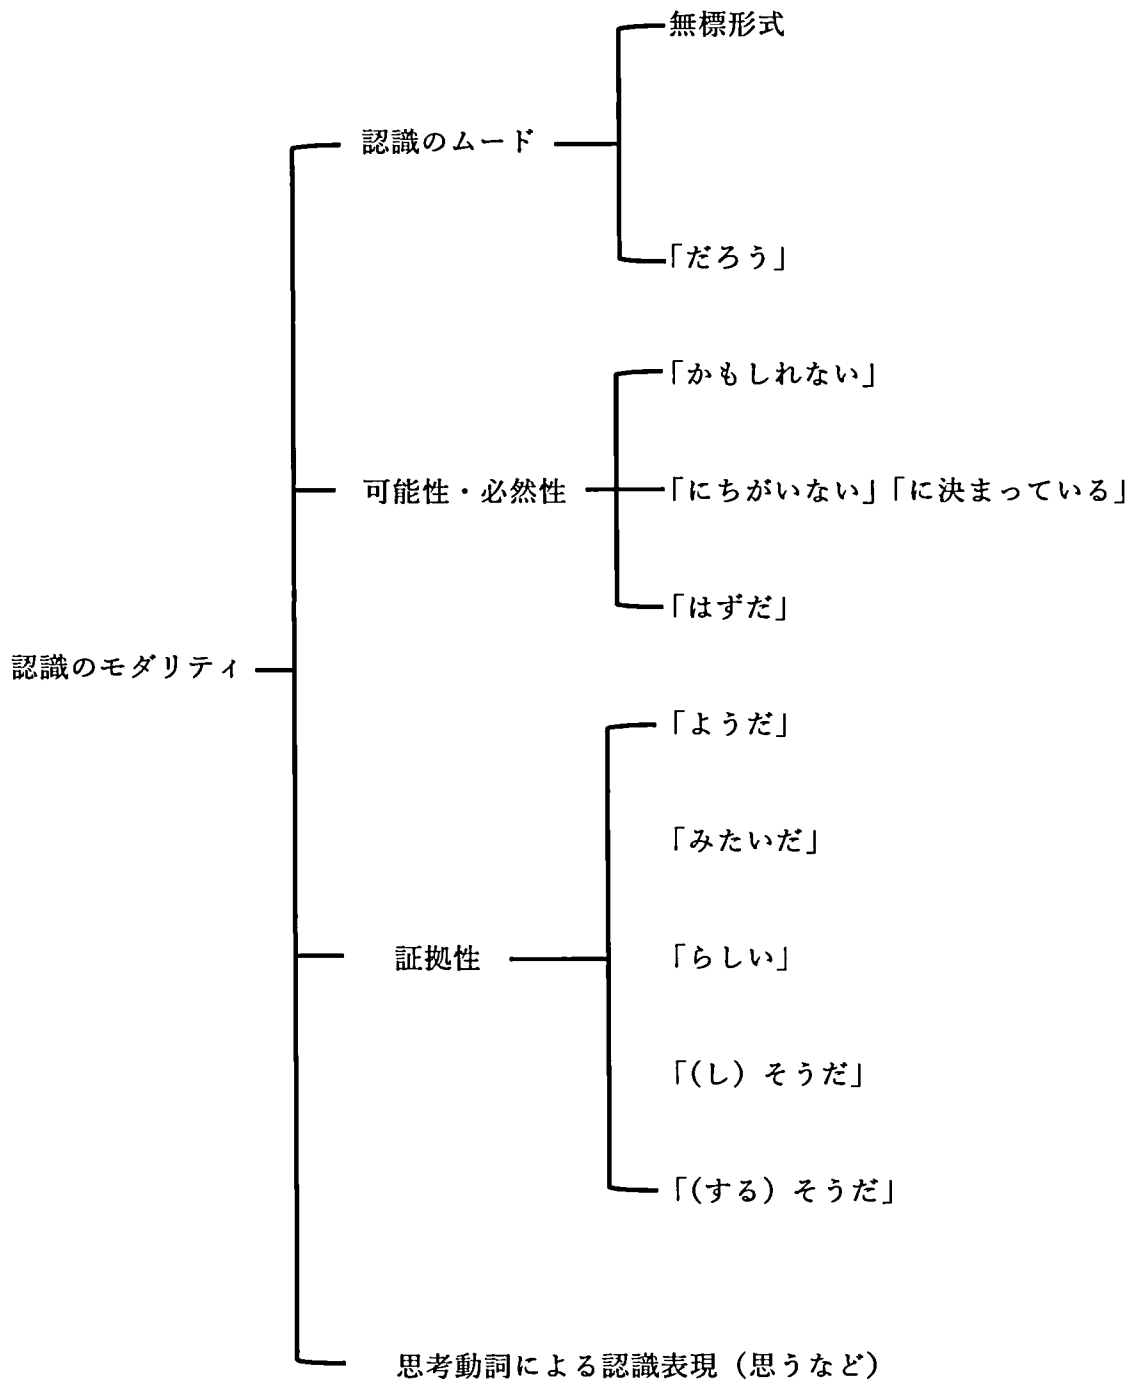 無標形式
認識のムード
「だろう」
「かもしれない」
可能性・必然性
「にちがいない」「に決まっている」
「はずだ」
認識のモダリティ
「ようだ」
「みたいだ」
証拠性
「らしい」
「(し) そうだ」
「(する) そうだ」
思考動詞による認識表現 (思うなど)